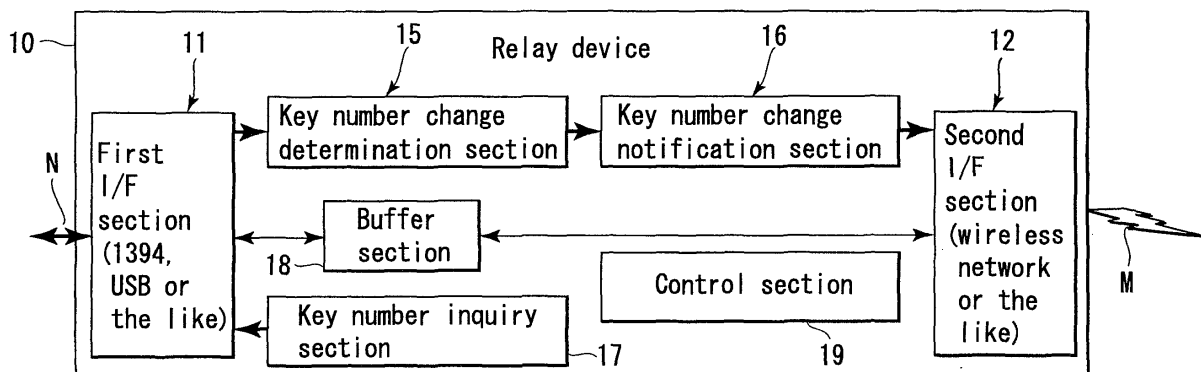 10
Relay device
11
15
16
12
N
First
I/F
section
(1394,
USB or
the like)
Key number change
determination section
Key number change
notification section
Second
I/F
section
(wireless
network
or the
like)
Buffer
section
18
Control section
19
Key number inquiry
section
17
M